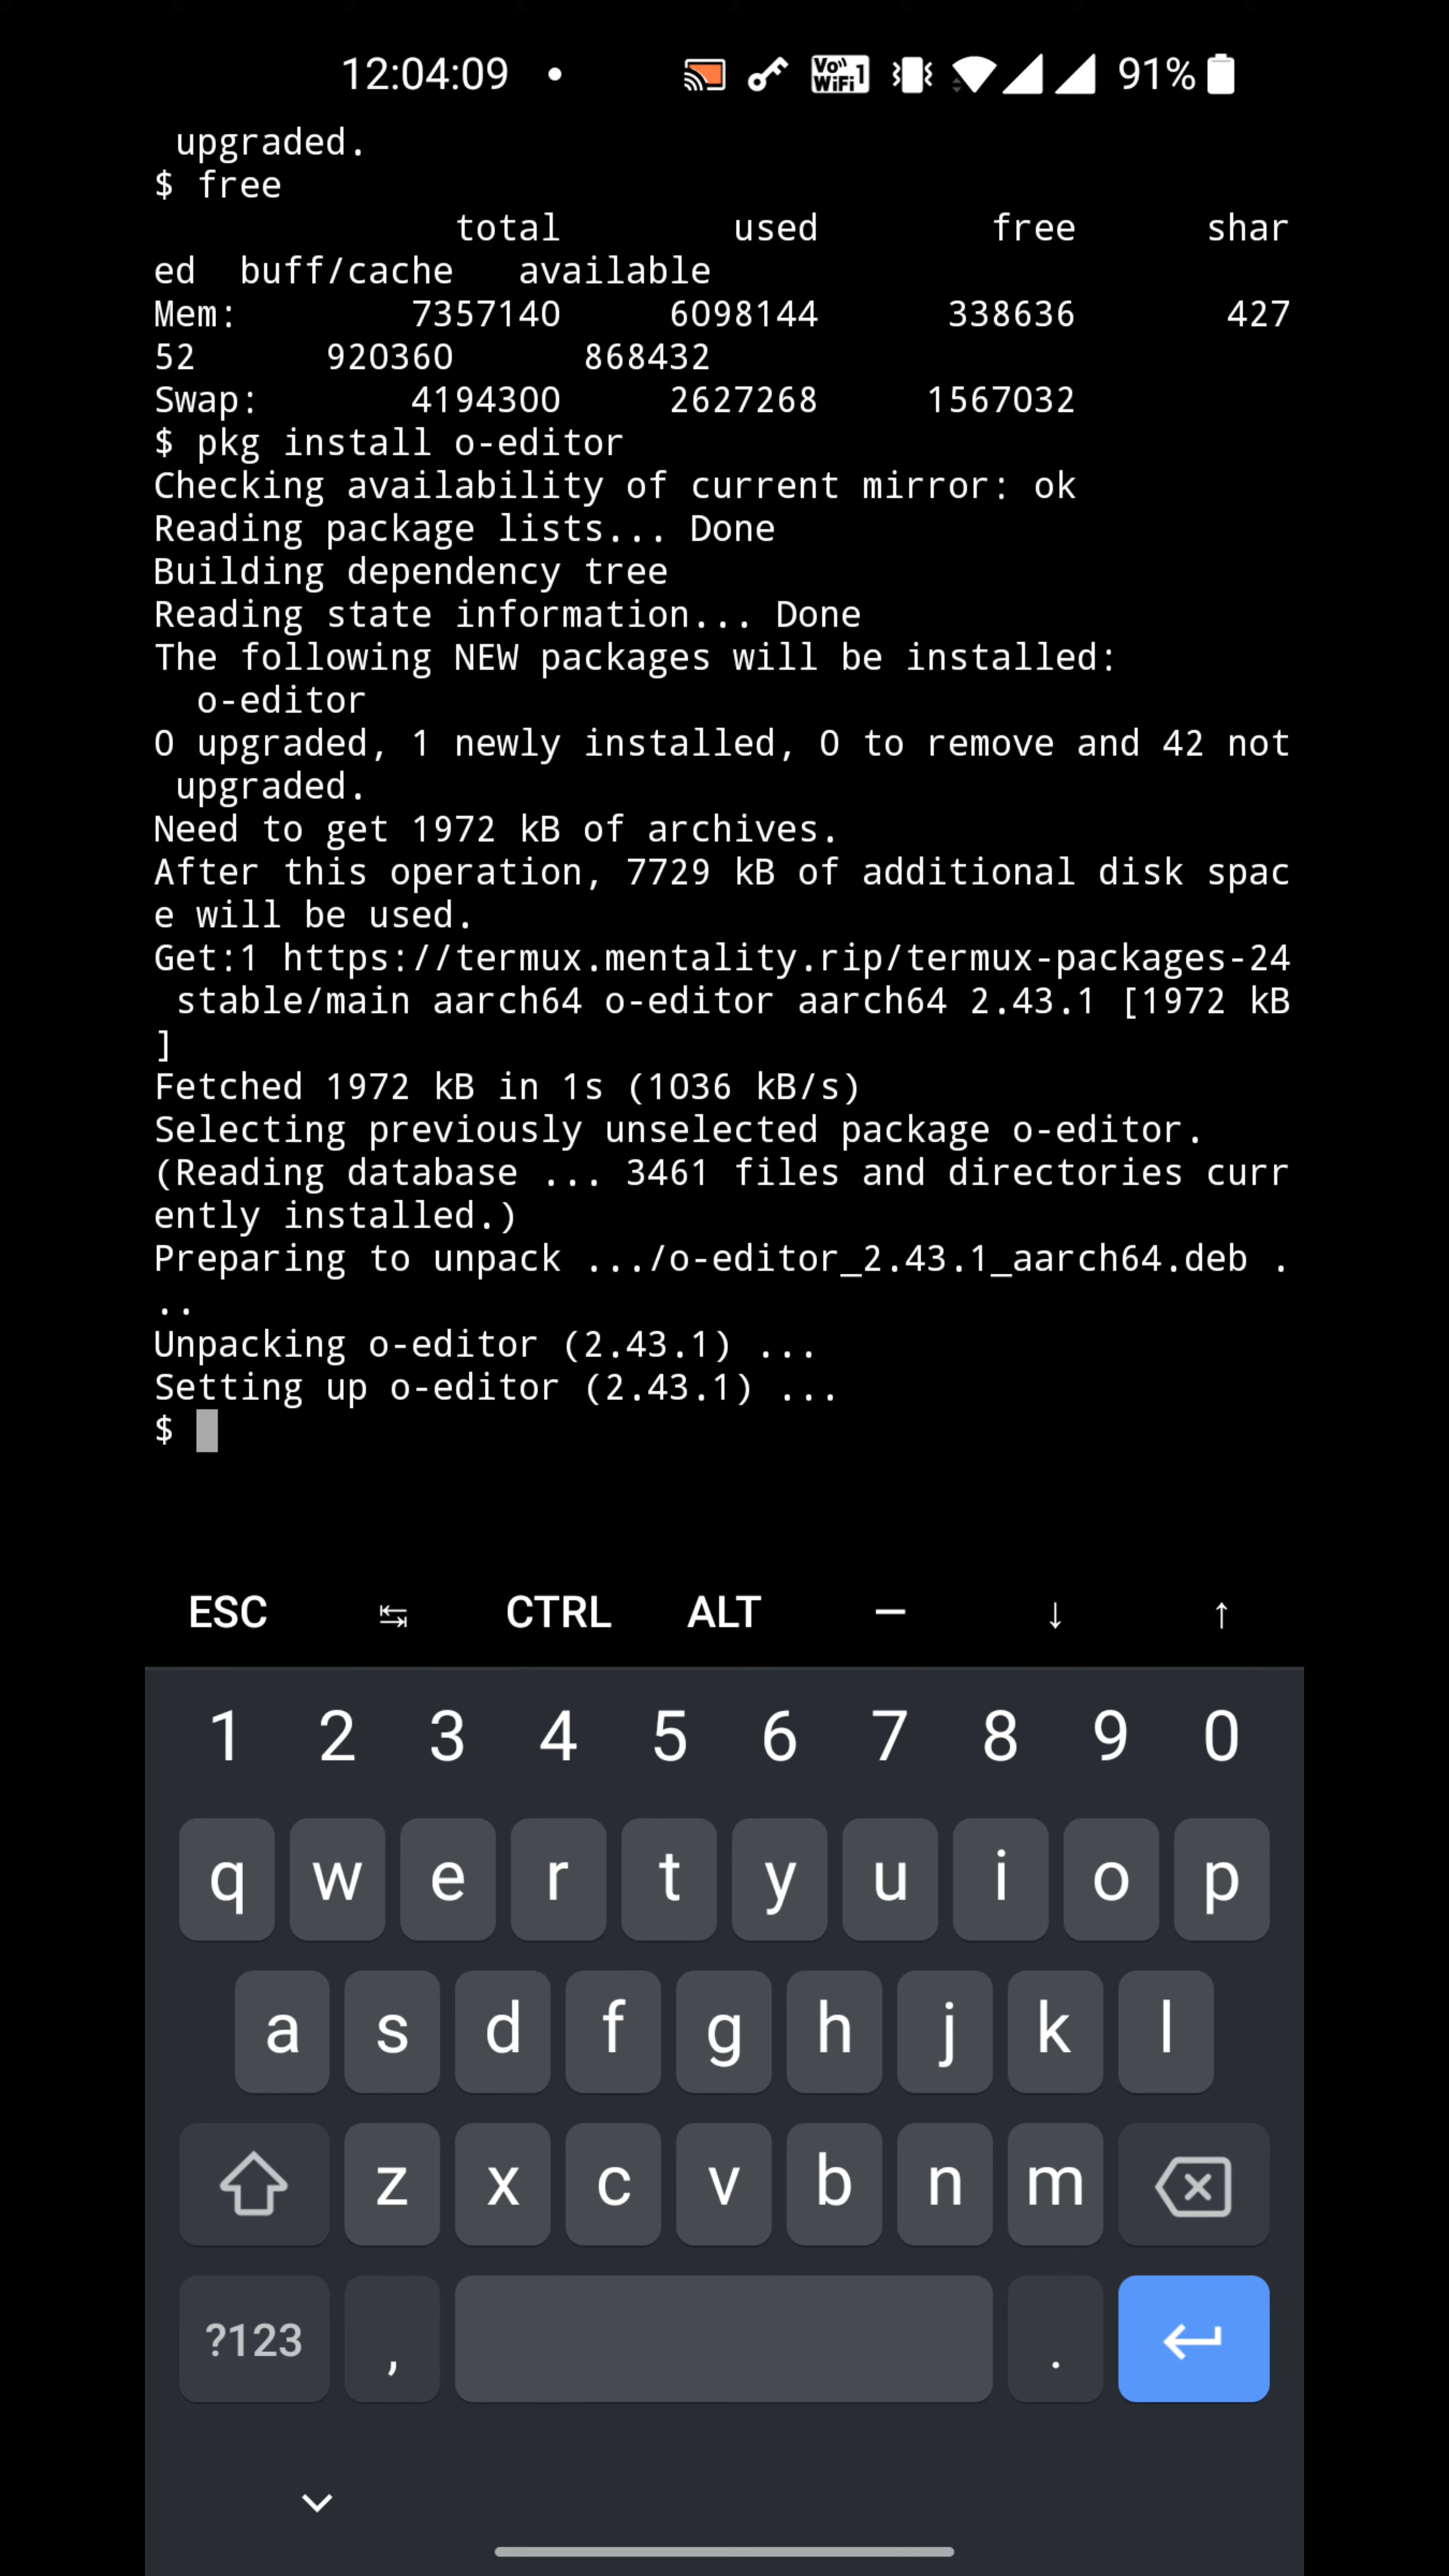 12:04:09 • Vo)) WiFi 1 91%
 upgraded.
$ free
              total        used        free      shar
ed  buff/cache   available
Mem:        7357140     6098144      338636       427
52      920360      868432
Swap:       4194300     2627268     1567032
$ pkg install o-editor
Checking availability of current mirror: ok
Reading package lists... Done
Building dependency tree
Reading state information... Done
The following NEW packages will be installed:
  o-editor
0 upgraded, 1 newly installed, 0 to remove and 42 not
 upgraded.
Need to get 1972 kB of archives.
After this operation, 7729 kB of additional disk spac
e will be used.
Get:1 https://termux.mentality.rip/termux-packages-24
 stable/main aarch64 o-editor aarch64 2.43.1 [1972 kB
]
Fetched 1972 kB in 1s (1036 kB/s)
Selecting previously unselected package o-editor.
(Reading database ... 3461 files and directories curr
ently installed.)
Preparing to unpack .../o-editor_2.43.1_aarch64.deb .
..
Unpacking o-editor (2.43.1) ...
Setting up o-editor (2.43.1) ...
$
ESC ↹ CTRL ALT — ↓ ↑
1 2 3 4 5 6 7 8 9 0
q w e r t y u i o p
a s d f g h j k l
z x c v b n m
?123 , .